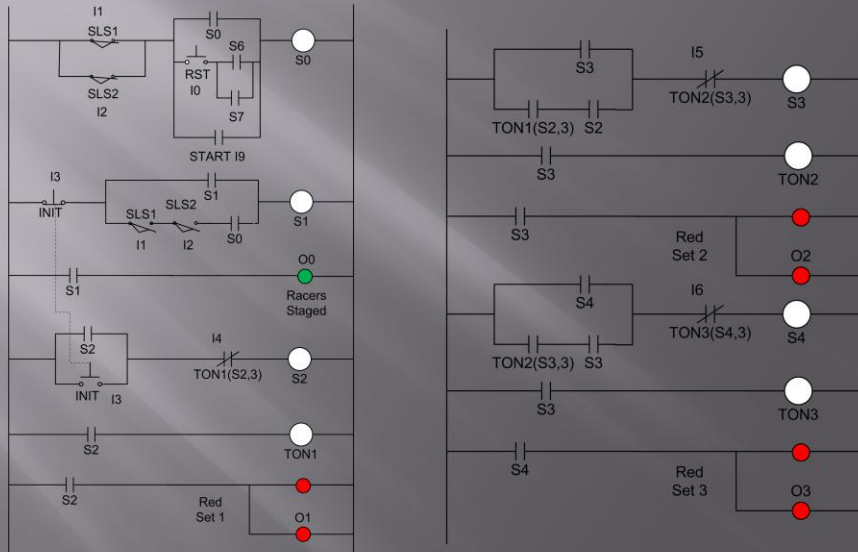 I1
SLS1
SLS2
I2
S0
S6
RST
I0
S7
START I9
S0
I3
INIT
S1
SLS1
SLS2
I1
I2
S0
S1
S1
O0
Racers
Staged
S2
INIT
I3
I4
TON1(S2,3)
S2
S2
TON1
S2
Red
Set 1
O1
S3
TON1(S2,3)
S2
I5
TON2(S3,3)
S3
S3
TON2
S3
Red
Set 2
O2
S4
TON2(S3,3)
S3
I6
TON3(S4,3)
S4
S3
TON3
S4
Red
Set 3
O3